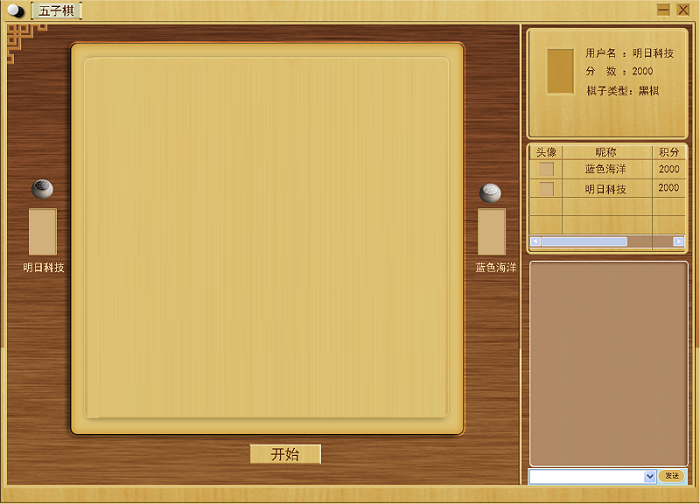 五子棋
用户名 : 明日科技
分 数 : 2000
棋子类型: 黑棋
头像 昵称 积分
蓝色海洋 2000
明日科技 2000
明日科技
蓝色海洋
开始
发送